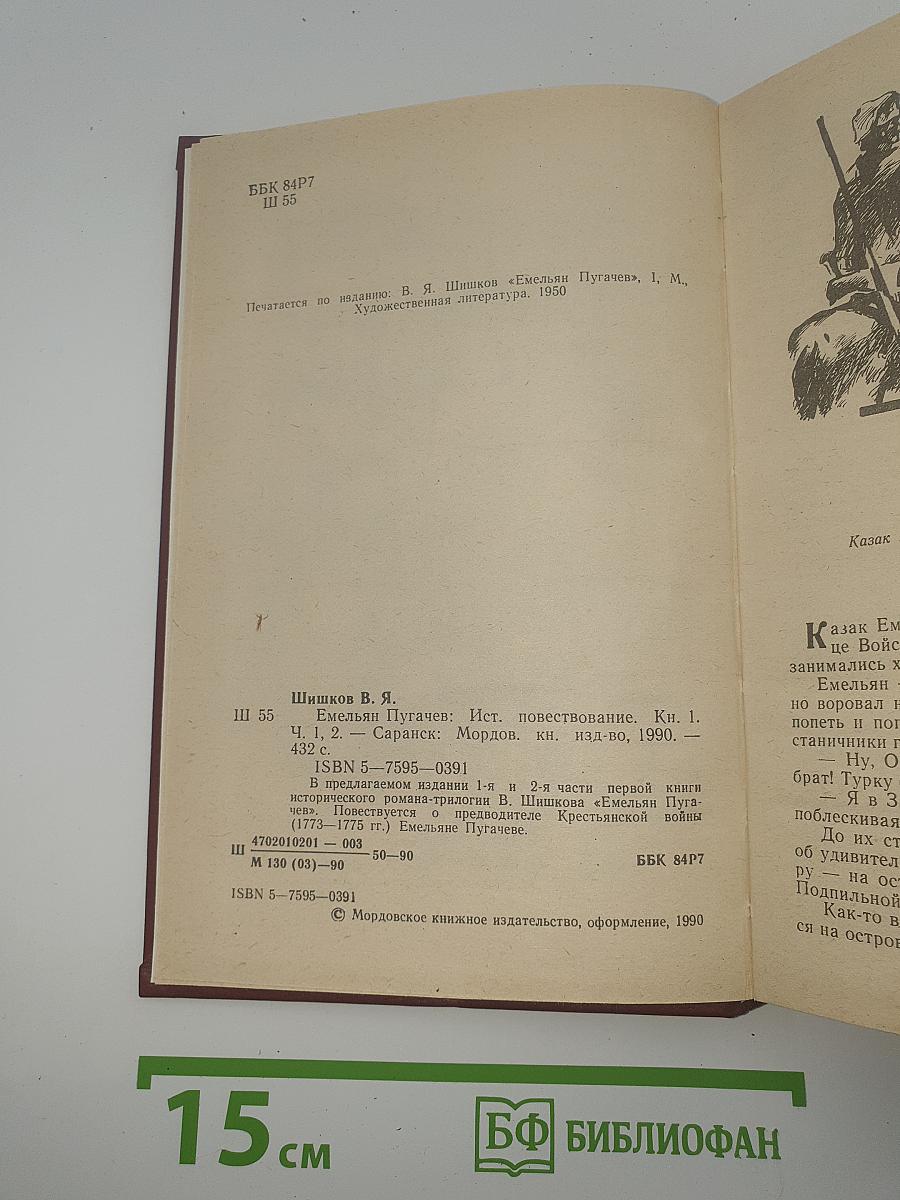 ББК 84Р7
Ш 55
Печатается по изданию: В. Я. Шишков «Емельян Пугачев», I, М.,
Художественная литература. 1950
Шишков В. Я.
Ш 55 Емельян Пугачев: Ист. повествование. Кн. 1.
Ч. 1, 2. — Саранск: Мордов. кн. изд-во, 1990. —
432 с.
ISBN 5—7595—0391
В предлагаемом издании 1-я и 2-я части первой книги
исторического романа-трилогии В. Шишкова «Емельян Пуга-
чев». Повествуется о предводителе Крестьянской войны
(1773—1775 гг.) Емельяне Пугачеве.
Ш 4702010201 — 003
М 130 (03)—90
50—90
ББК 84Р7
ISBN 5—7595—0391
© Мордовское книжное издательство, оформление, 1990
Казак
Казак Ем
це Войс
занимались х
Емельян
но воровал н
попеть и поп
станичники г
— Ну, О
брат! Турку
— Я в З
поблескивая
До их ст
об удивител
ру — на ост
Подпильной
Как-то в
ся на остров
15 см
БФ БИБЛИОФАН